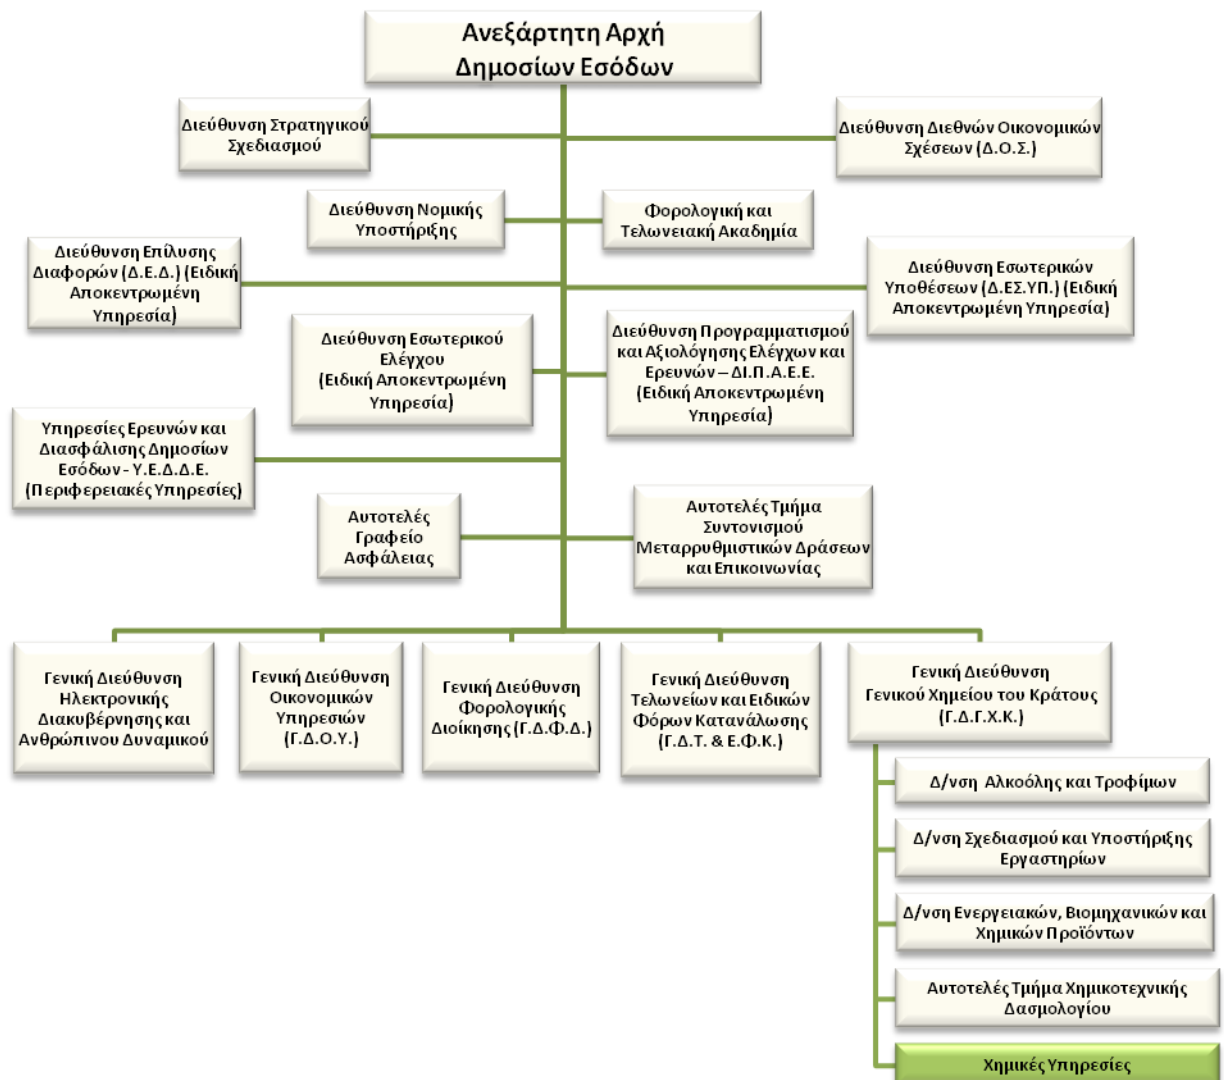 Ανεξάρτητη Αρχή
Δημοσίων Εσόδων
Διεύθυνση Στρατηγικού
Σχεδιασμού
Διεύθυνση Διεθνών Οικονομικών
Σχέσεων (Δ.Ο.Σ.)
Διεύθυνση Νομικής
Υποστήριξης
Φορολογική και
Τελωνειακή Ακαδημία
Διεύθυνση Επίλυσης
Διαφορών (Δ.Ε.Δ.) (Ειδική
Αποκεντρωμένη
Υπηρεσία)
Διεύθυνση Εσωτερικών
Υποθέσεων (Δ.ΕΣ.ΥΠ.) (Ειδική
Αποκεντρωμένη Υπηρεσία)
Διεύθυνση Εσωτερικού
Ελέγχου
(Ειδική Αποκεντρωμένη
Υπηρεσία)
Διεύθυνση Προγραμματισμού
και Αξιολόγησης Ελέγχων και
Ερευνών – ΔΙ.Π.Α.Ε.Ε.
(Ειδική Αποκεντρωμένη
Υπηρεσία)
Υπηρεσίες Ερευνών και
Διασφάλισης Δημοσίων
Εσόδων - Υ.Ε.Δ.Δ.Ε.
(Περιφερειακές Υπηρεσίες)
Αυτοτελές
Γραφείο
Ασφάλειας
Αυτοτελές Τμήμα
Συντονισμού
Μεταρρυθμιστικών Δράσεων
και Επικοινωνίας
Γενική Διεύθυνση
Ηλεκτρονικής
Διακυβέρνησης και
Ανθρώπινου Δυναμικού
Γενική Διεύθυνση
Οικονομικών
Υπηρεσιών
(Γ.Δ.Ο.Υ.)
Γενική Διεύθυνση
Φορολογικής
Διοίκησης (Γ.Δ.Φ.Δ.)
Γενική Διεύθυνση
Τελωνείων και Ειδικών
Φόρων Κατανάλωσης
(Γ.Δ.Τ. & Ε.Φ.Κ.)
Γενική Διεύθυνση
Γενικού Χημείου του Κράτους
(Γ.Δ.Γ.Χ.Κ.)
Δ/νση Αλκοόλης και Τροφίμων
Δ/νση Σχεδιασμού και Υποστήριξης
Εργαστηρίων
Δ/νση Ενεργειακών, Βιομηχανικών και
Χημικών Προϊόντων
Αυτοτελές Τμήμα Χημικοτεχνικής
Δασμολογίου
Χημικές Υπηρεσίες